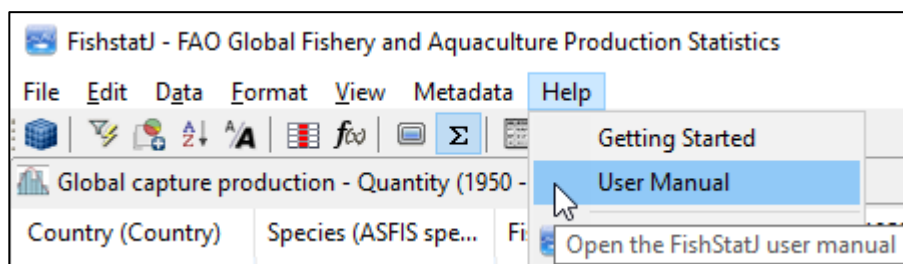 FishstatJ - FAO Global Fishery and Aquaculture Production Statistics
File Edit Data Format View Metadata Help
Getting Started
Global capture production - Quantity (1950 -
User Manual
Country (Country) Species (ASFIS spe...
Open the FishStatJ user manual